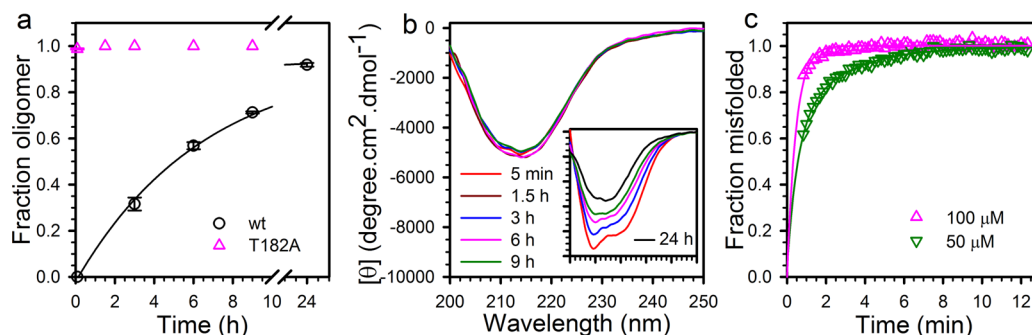 a
Fraction oligomer
1.0
0.8
0.6
0.4
0.2
0.0
wt
T182A
0 3 6 9 24
Time (h)
b
[θ] (degree.cm².dmol⁻¹)
0
-2000
-4000
-6000
-8000
-10000
5 min
1.5 h
3 h
6 h
9 h
24 h
200 210 220 230 240 250
Wavelength (nm)
c
Fraction misfolded
1.0
0.8
0.6
0.4
0.2
0.0
100 µM
50 µM
0 2 4 6 8 10 12
Time (min)